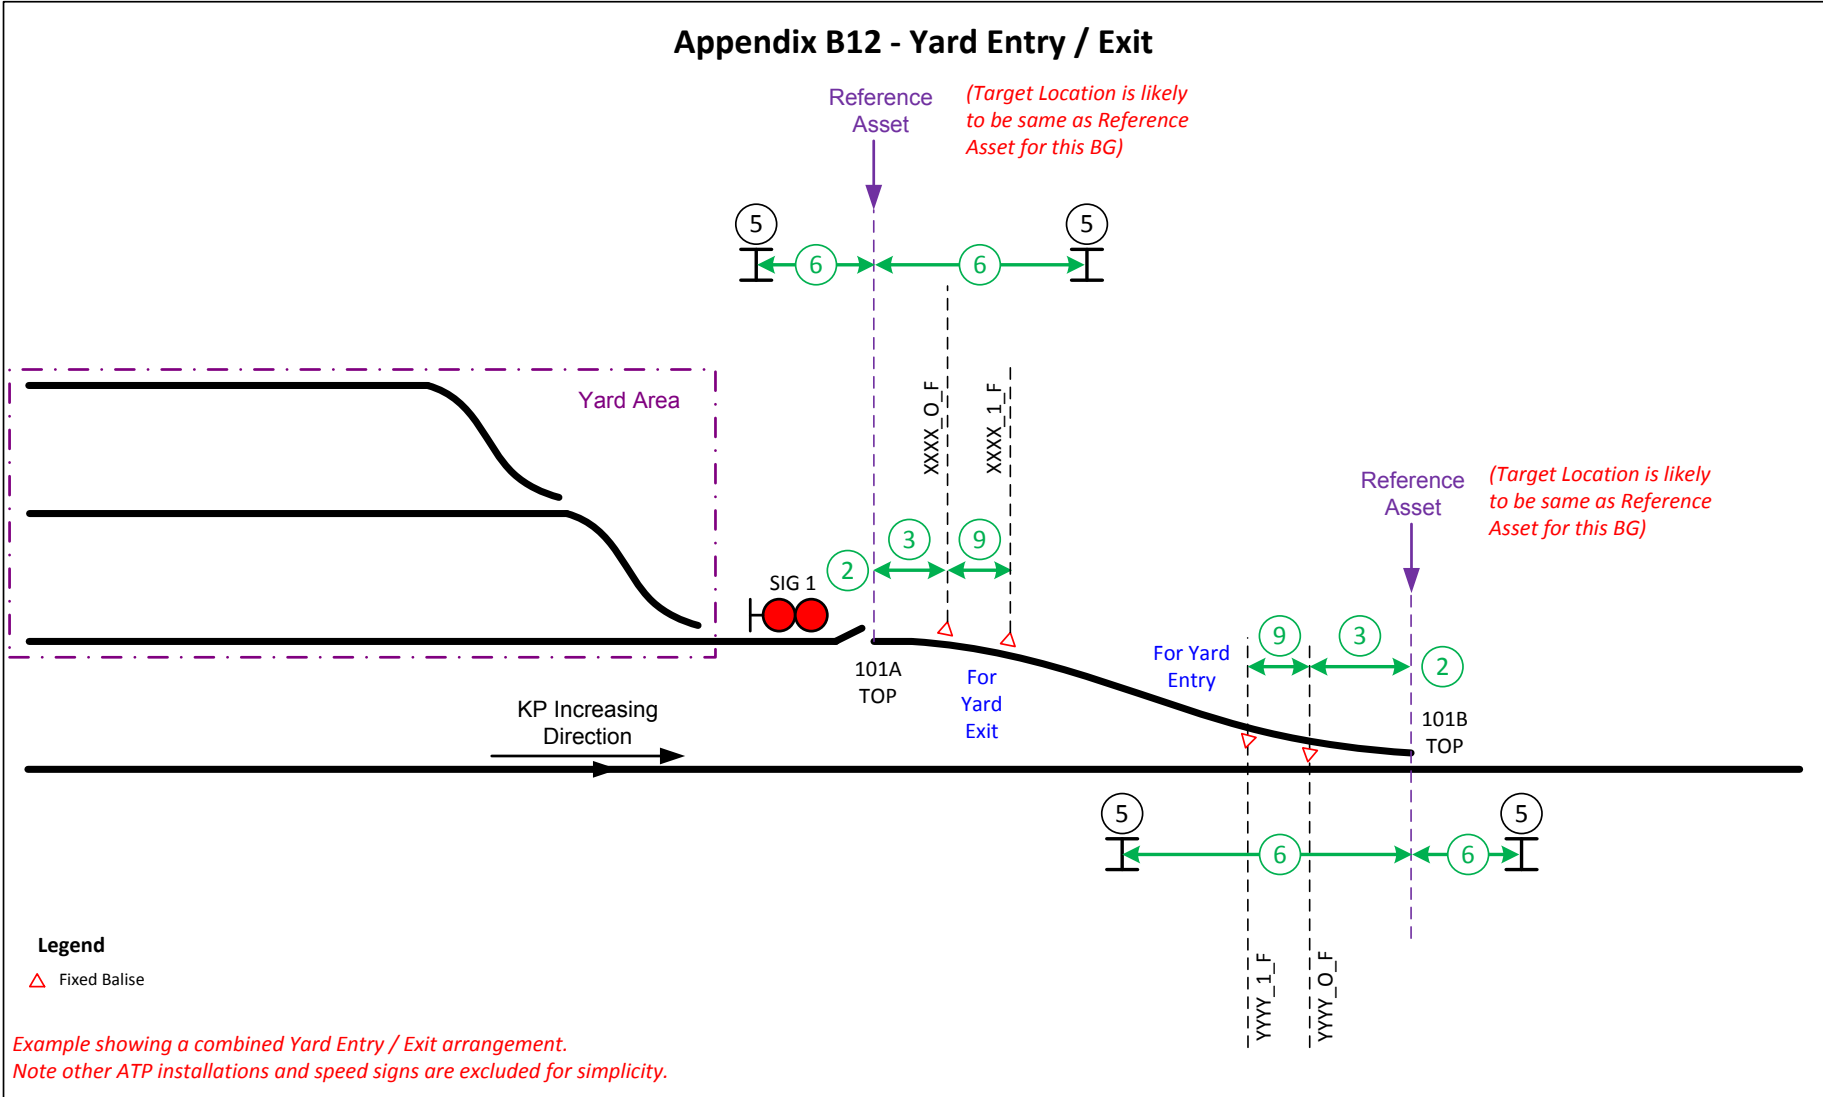 Appendix B12 - Yard Entry / Exit
Reference
Asset
(Target Location is likely
to be same as Reference
Asset for this BG)
5
5
6
6
XXXX_O_F
XXXX_1_F
Yard Area
Reference
Asset
(Target Location is likely
to be same as Reference
Asset for this BG)
3
9
2
SIG 1
101A
TOP
For
Yard
Exit
For Yard
Entry
9
3
2
101B
TOP
KP Increasing
Direction
5
5
6
6
YYYY_1_F
YYYY_O_F
Legend
Fixed Balise
Example showing a combined Yard Entry / Exit arrangement.
Note other ATP installations and speed signs are excluded for simplicity.